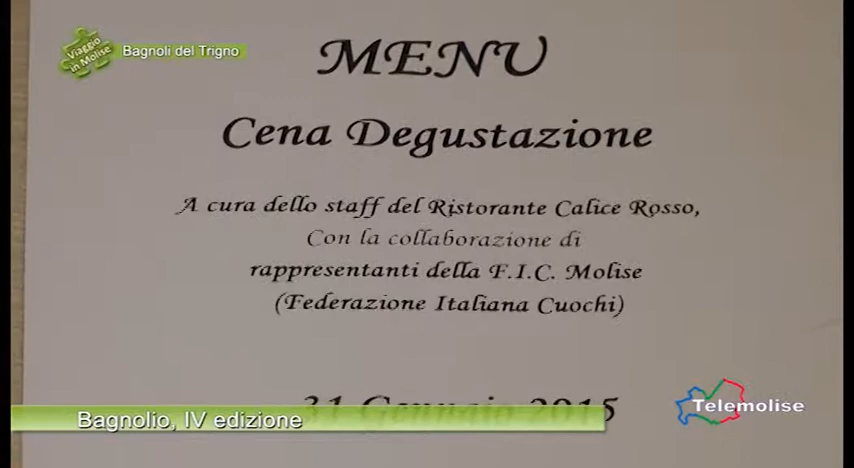 Viaggio
in Molise
Bagnoli del Trigno
MENU
Cena Degustazione
A cura dello staff del Ristorante Calice Rosso,
Con la collaborazione di
rappresentanti della F.I.C. Molise
(Federazione Italiana Cuochi)
31 Gennaio 2015
Bagnolio, IV edizione
Telemolise